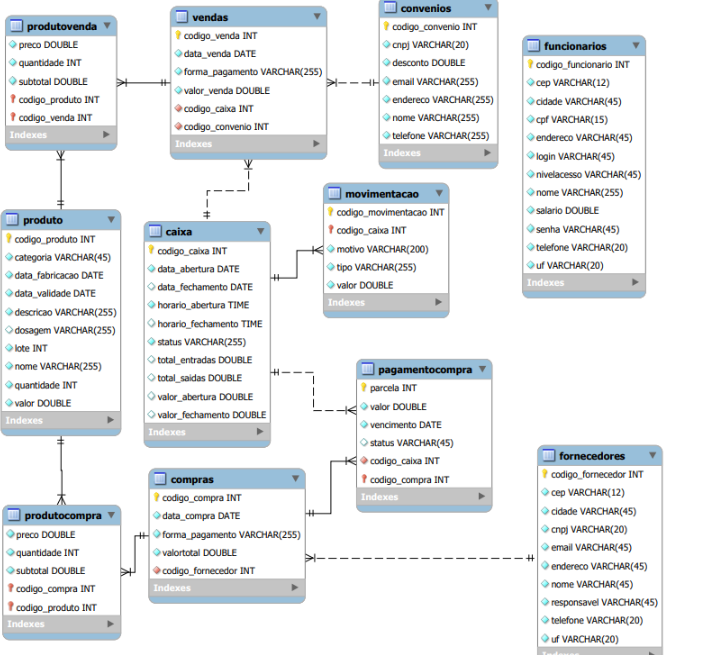 produtovenda
preco DOUBLE
quantidade INT
subtotal DOUBLE
codigo_produto INT
codigo_venda INT
Indexes
vendas
codigo_venda INT
data_venda DATE
forma_pagamento VARCHAR(255)
valor_venda DOUBLE
codigo_caixa INT
codigo_convenio INT
Indexes
convenios
codigo_convenio INT
cnpj VARCHAR(20)
desconto DOUBLE
email VARCHAR(255)
endereco VARCHAR(255)
nome VARCHAR(255)
telefone VARCHAR(255)
Indexes
funcionarios
codigo_funcionario INT
cep VARCHAR(12)
cidade VARCHAR(45)
cpf VARCHAR(15)
endereco VARCHAR(45)
login VARCHAR(45)
nivelacesso VARCHAR(45)
nome VARCHAR(255)
salario DOUBLE
senha VARCHAR(45)
telefone VARCHAR(20)
uf VARCHAR(20)
Indexes
produto
codigo_produto INT
categoria VARCHAR(45)
data_fabricacao DATE
data_validade DATE
descricao VARCHAR(255)
dosagem VARCHAR(255)
lote INT
nome VARCHAR(255)
quantidade INT
valor DOUBLE
Indexes
caixa
codigo_caixa INT
data_abertura DATE
data_fechamento DATE
horario_abertura TIME
horario_fechamento TIME
status VARCHAR(255)
total_entradas DOUBLE
total_saidas DOUBLE
valor_abertura DOUBLE
valor_fechamento DOUBLE
Indexes
movimentacao
codigo_movimentacao INT
codigo_caixa INT
motivo VARCHAR(200)
tipo VARCHAR(255)
valor DOUBLE
Indexes
pagamentocompra
parcela INT
valor DOUBLE
vencimento DATE
status VARCHAR(45)
codigo_caixa INT
codigo_compra INT
Indexes
produtocompra
preco DOUBLE
quantidade INT
subtotal DOUBLE
codigo_compra INT
codigo_produto INT
Indexes
compras
codigo_compra INT
data_compra DATE
forma_pagamento VARCHAR(255)
valortotal DOUBLE
codigo_fornecedor INT
Indexes
fornecedores
codigo_fornecedor INT
cep VARCHAR(12)
cidade VARCHAR(45)
cnpj VARCHAR(20)
email VARCHAR(45)
endereco VARCHAR(45)
nome VARCHAR(45)
responsavel VARCHAR(45)
telefone VARCHAR(20)
uf VARCHAR(20)
Indexes